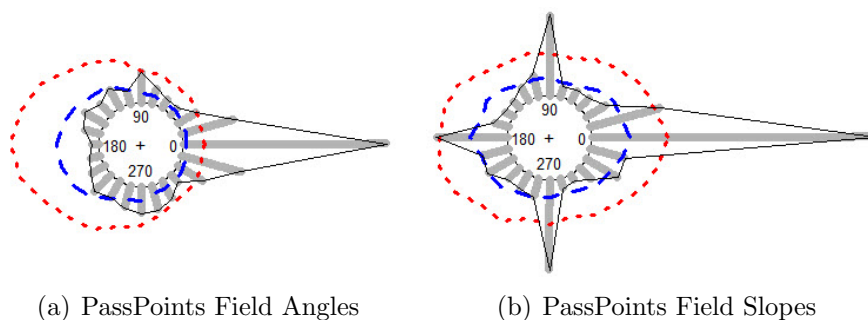 90
180 + 0
270
90
180 + 0
270
(a) PassPoints Field Angles
(b) PassPoints Field Slopes